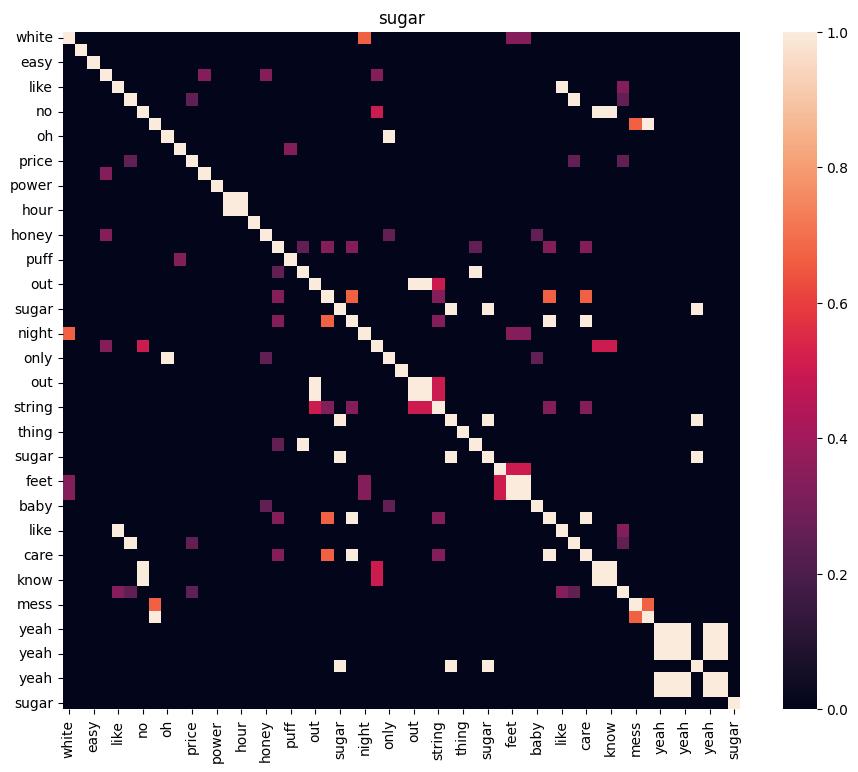 sugar
white
easy
like
no
oh
price
power
hour
honey
puff
out
sugar
night
only
out
string
thing
sugar
feet
baby
like
care
know
mess
yeah
yeah
yeah
sugar
1.0
0.8
0.6
0.4
0.2
0.0
white
easy
like
no
oh
price
power
hour
honey
puff
out
sugar
night
only
out
string
thing
sugar
feet
baby
like
care
know
mess
yeah
yeah
yeah
sugar